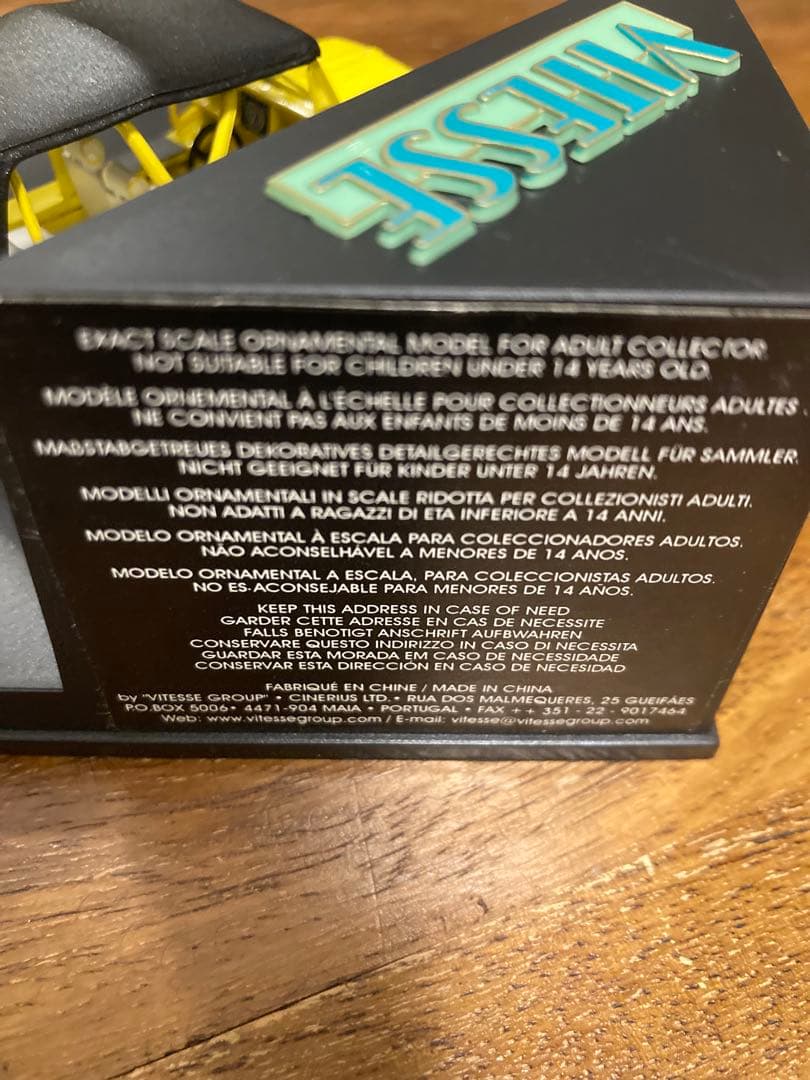 VITESSE
EXACT SCALE ORNAMENTAL MODEL FOR ADULT COLLECTOR.
NOT SUITABLE FOR CHILDREN UNDER 14 YEARS OLD.
MODÈLE ORNEMENTAL À L'ÉCHELLE POUR COLLECTIONNEURS ADULTES.
NE CONVIENT PAS AUX ENFANTS DE MOINS DE 14 ANS.
MABSTABGETREUES DEKORATIVES DETAILGERECHTES MODELL FÜR SAMMLER.
NICHT GEEIGNET FÜR KINDER UNTER 14 JAHREN.
MODELLI ORNAMENTALI IN SCALE RIDOTTA PER COLLEZIONISTI ADULTI.
NON ADATTI A RAGAZZI DI ETA INFERIORE A 14 ANNI.
MODELO ORNAMENTAL À ESCALA PARA COLECCIONADORES ADULTOS.
NÃO ACONSELHÁVEL A MENORES DE 14 ANOS.
MODELO ORNAMENTAL A ESCALA, PARA COLECCIONISTAS ADULTOS.
NO ES ACONSEJABLE PARA MENORES DE 14 AÑOS.
KEEP THIS ADDRESS IN CASE OF NEED
GARDER CETTE ADRESSE EN CAS DE NECESSITE
FALLS BENOTIGT ANSCHRIFT AUFBWAHREN
CONSERVARE QUESTO INDIRIZZO IN CASO DI NECESSITA
GUARDAR ESTA MORADA EM CASO DE NECESSIDADE
CONSERVAR ESTA DIRECCIÓN EN CASO DE NECESIDAD
FABRIQUÉ EN CHINE / MADE IN CHINA
by "VITESSE GROUP" • CINERIUS LTD. • RUA DOS MALMEQUERES, 25 GUEIFÃES
P.O.BOX 5006 • 4471-904 MAIA • PORTUGAL • FAX ++ 351 - 22 - 9017464
Web: www.vitessegroup.com / E-mail: vitesse@vitessegroup.com